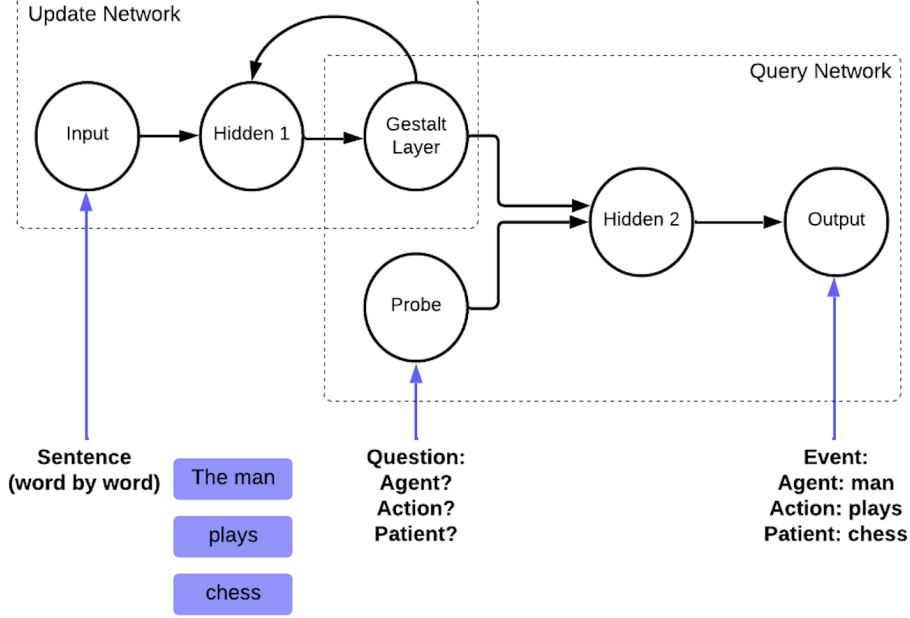 Update Network
Query Network
Input
Hidden 1
Gestalt
Layer
Hidden 2
Output
Probe
Sentence
(word by word)
The man
plays
chess
Question:
Agent?
Action?
Patient?
Event:
Agent: man
Action: plays
Patient: chess